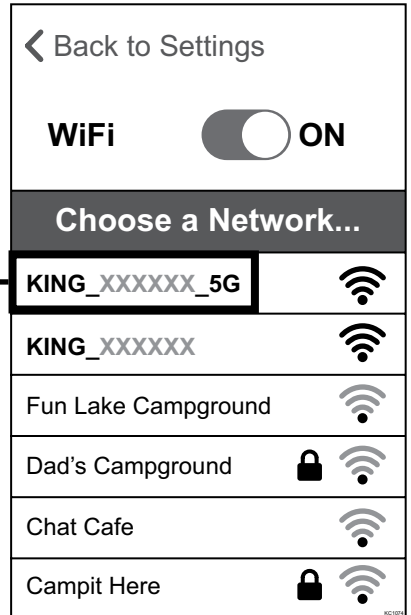 Back to Settings
WiFi ON
Choose a Network...
KING_XXXXXX_5G
KING_XXXXXX
Fun Lake Campground
Dad's Campground
Chat Cafe
Campit Here